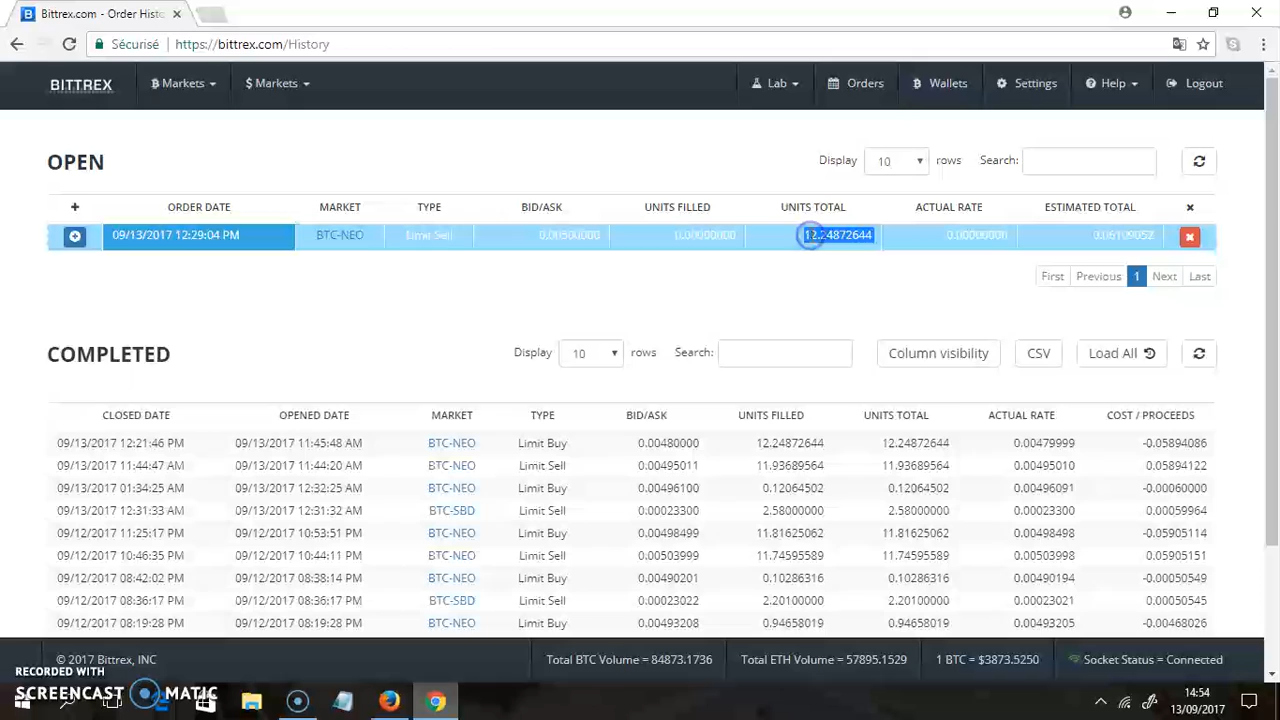 Bittrex.com - Order Histo
Sécurisé https://bittrex.com/History
BITTREX B Markets $ Markets Lab Orders B Wallets Settings Help Logout
OPEN Display 10 rows Search:
+ ORDER DATE MARKET TYPE BID/ASK UNITS FILLED UNITS TOTAL ACTUAL RATE ESTIMATED TOTAL ×
09/13/2017 12:29:04 PM BTC-NEO Limit Sell 0.00500000 0.00000000 12.24872644 0.00000000 0.06109052
First Previous 1 Next Last
COMPLETED Display 10 rows Search: Column visibility CSV Load All
CLOSED DATE OPENED DATE MARKET TYPE BID/ASK UNITS FILLED UNITS TOTAL ACTUAL RATE COST / PROCEEDS
09/13/2017 12:21:46 PM 09/13/2017 11:45:48 AM BTC-NEO Limit Buy 0.00480000 12.24872644 12.24872644 0.00479999 -0.05894086
09/13/2017 11:44:47 AM 09/13/2017 11:44:20 AM BTC-NEO Limit Sell 0.00495011 11.93689564 11.93689564 0.00495010 0.05894122
09/13/2017 01:34:25 AM 09/13/2017 12:32:25 AM BTC-NEO Limit Buy 0.00496100 0.12064502 0.12064502 0.00496091 -0.00060000
09/13/2017 12:31:33 AM 09/13/2017 12:31:32 AM BTC-SBD Limit Sell 0.00023300 2.58000000 2.58000000 0.00023300 0.00059964
09/12/2017 11:25:17 PM 09/12/2017 10:53:51 PM BTC-NEO Limit Buy 0.00498499 11.81625062 11.81625062 0.00498498 -0.05905114
09/12/2017 10:46:35 PM 09/12/2017 10:44:11 PM BTC-NEO Limit Sell 0.00503999 11.74595589 11.74595589 0.00503998 0.05905151
09/12/2017 08:42:02 PM 09/12/2017 08:38:14 PM BTC-NEO Limit Buy 0.00490201 0.10286316 0.10286316 0.00490194 -0.00050549
09/12/2017 08:36:17 PM 09/12/2017 08:36:17 PM BTC-SBD Limit Sell 0.00023022 2.20100000 2.20100000 0.00023021 0.00050545
09/12/2017 08:19:28 PM 09/12/2017 08:19:28 PM BTC-NEO Limit Buy 0.00493208 0.94658019 0.94658019 0.00493205 -0.00468026
© 2017 Bittrex, INC Total BTC Volume = 84873.1736 Total ETH Volume = 57895.1529 1 BTC = $3873.5250 Socket Status = Connected
RECORDED WITH
SCREENCAST MATIC
14:54
13/09/2017